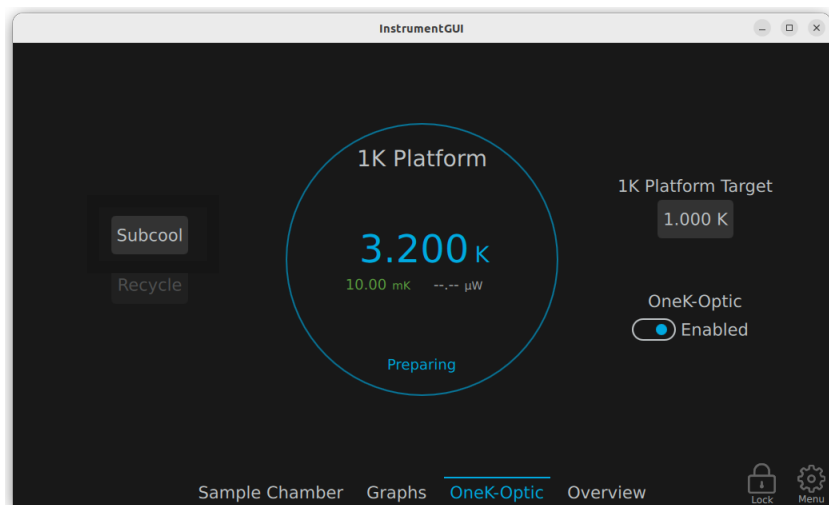 InstrumentGUI
1K Platform
1K Platform Target
1.000 K
Subcool
3.200 K
Recycle
10.00 mK --.-- µW
OneK-Optic
Enabled
Preparing
Sample Chamber Graphs OneK-Optic Overview
Lock Menu